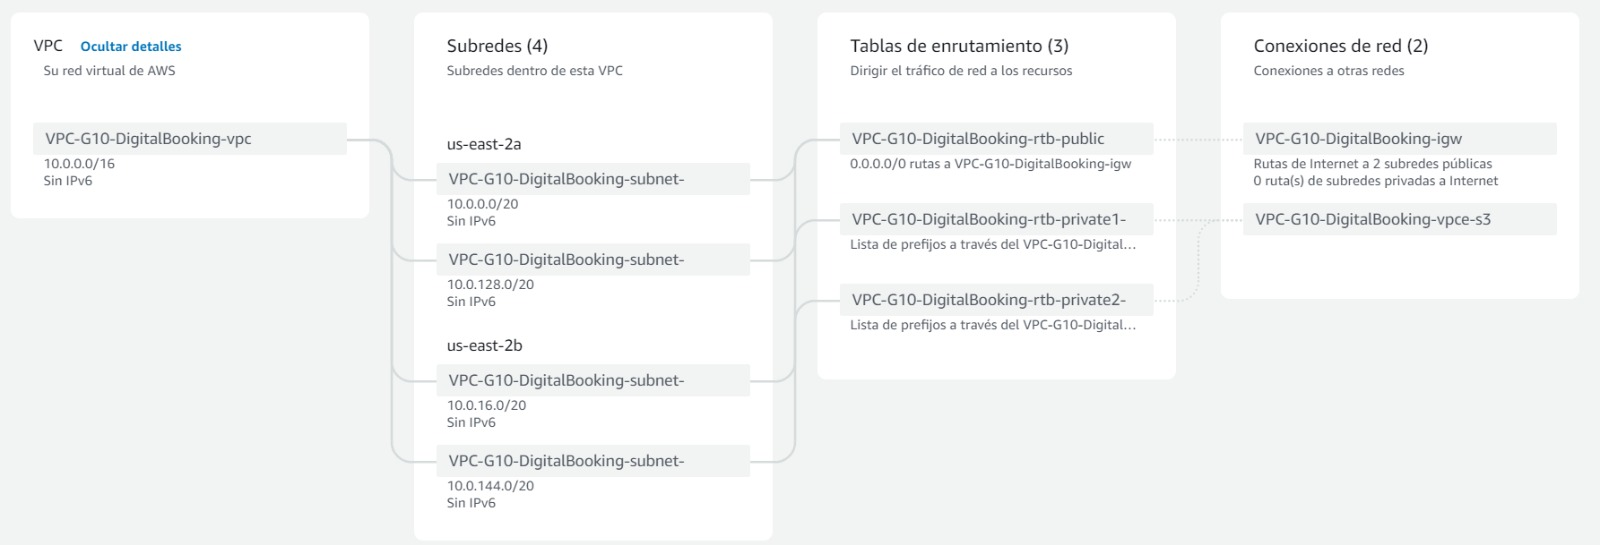 VPC Ocultar detalles
Su red virtual de AWS
VPC-G10-DigitalBooking-vpc
10.0.0.0/16
Sin IPv6
Subredes (4)
Subredes dentro de esta VPC
us-east-2a
VPC-G10-DigitalBooking-subnet-
10.0.0.0/20
Sin IPv6
VPC-G10-DigitalBooking-subnet-
10.0.128.0/20
Sin IPv6
us-east-2b
VPC-G10-DigitalBooking-subnet-
10.0.16.0/20
Sin IPv6
VPC-G10-DigitalBooking-subnet-
10.0.144.0/20
Sin IPv6
Tablas de enrutamiento (3)
Dirigir el tráfico de red a los recursos
VPC-G10-DigitalBooking-rtb-public
0.0.0.0/0 rutas a VPC-G10-DigitalBooking-igw
VPC-G10-DigitalBooking-rtb-private1-
Lista de prefijos a través del VPC-G10-Digital...
VPC-G10-DigitalBooking-rtb-private2-
Lista de prefijos a través del VPC-G10-Digital...
Conexiones de red (2)
Conexiones a otras redes
VPC-G10-DigitalBooking-igw
Rutas de Internet a 2 subredes públicas
0 ruta(s) de subredes privadas a Internet
VPC-G10-DigitalBooking-vpce-s3